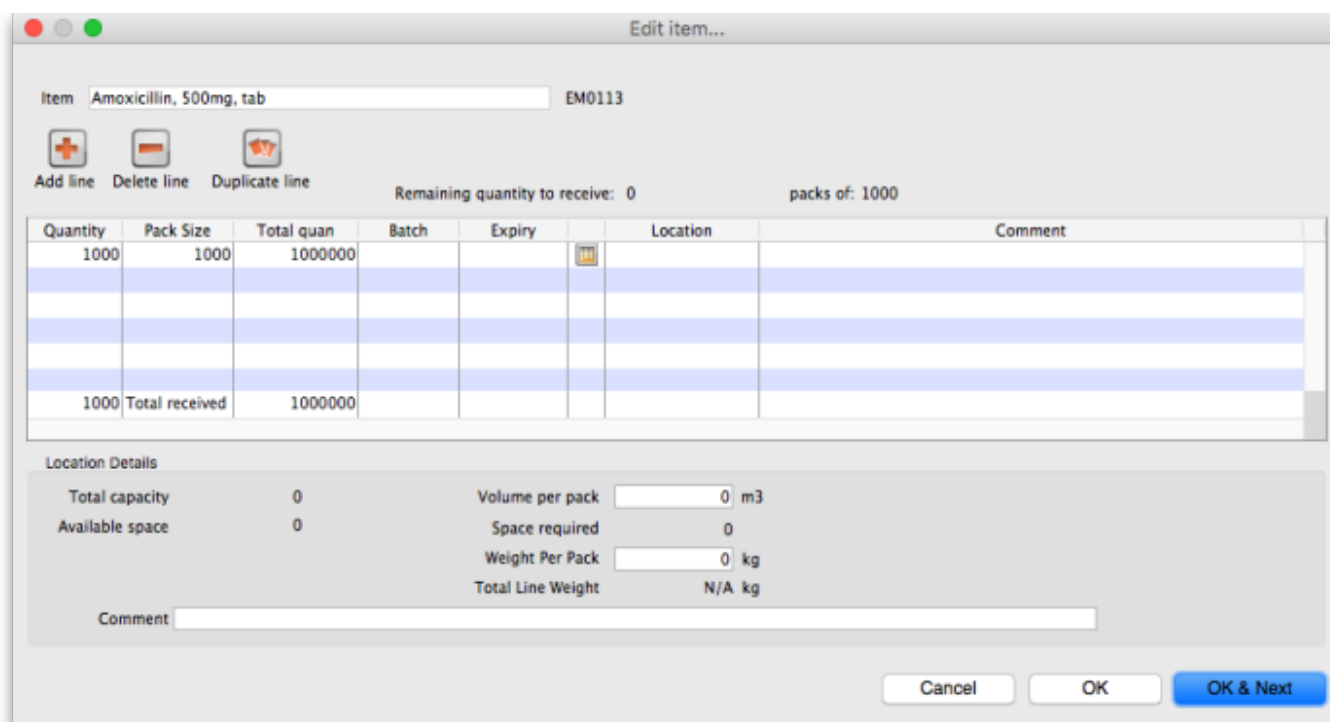 Edit item...
Item Amoxicillin, 500mg, tab EM0113
Add line Delete line Duplicate line
Remaining quantity to receive: 0 packs of: 1000
Quantity Pack Size Total quan Batch Expiry Location Comment
1000 1000 1000000
1000 Total received 1000000
Location Details
Total capacity 0 Volume per pack 0 m3
Available space 0 Space required 0
Weight Per Pack 0 kg
Total Line Weight N/A kg
Comment
Cancel OK OK & Next